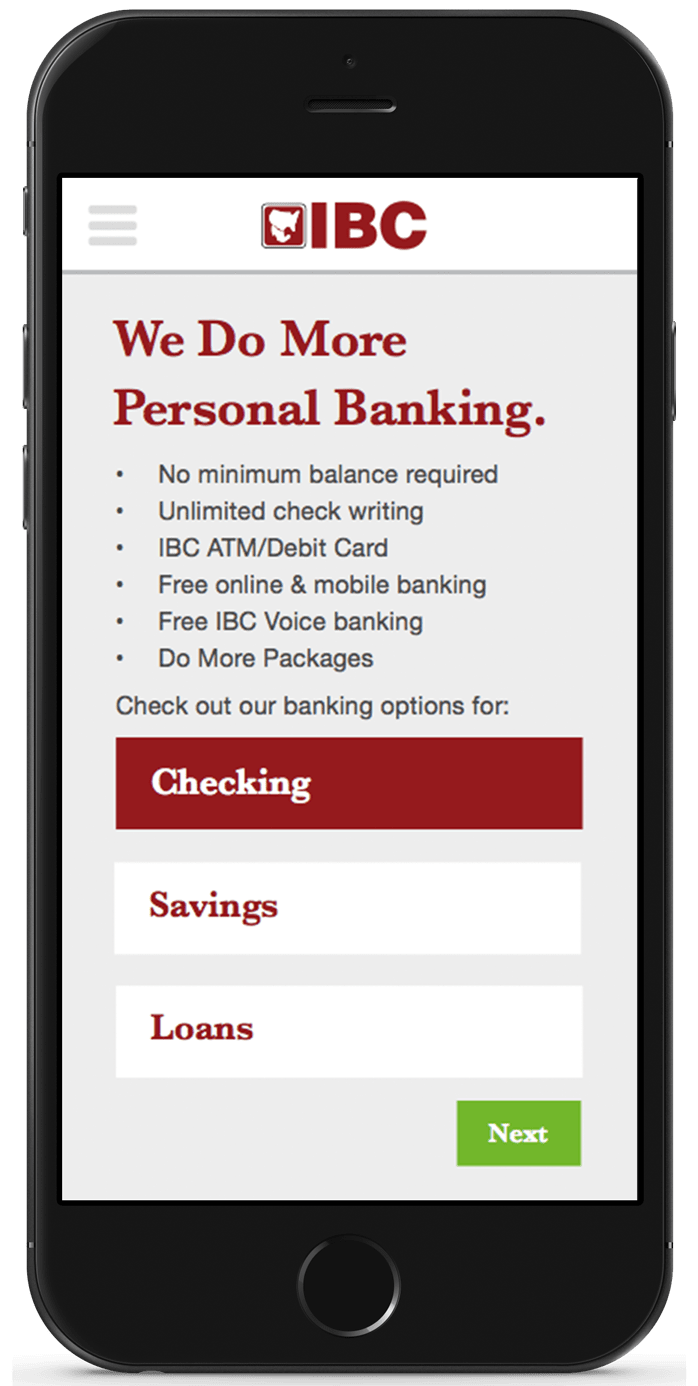 IBC
We Do More
Personal Banking.
• No minimum balance required
• Unlimited check writing
• IBC ATM/Debit Card
• Free online & mobile banking
• Free IBC Voice banking
• Do More Packages
Check out our banking options for:
Checking
Savings
Loans
Next